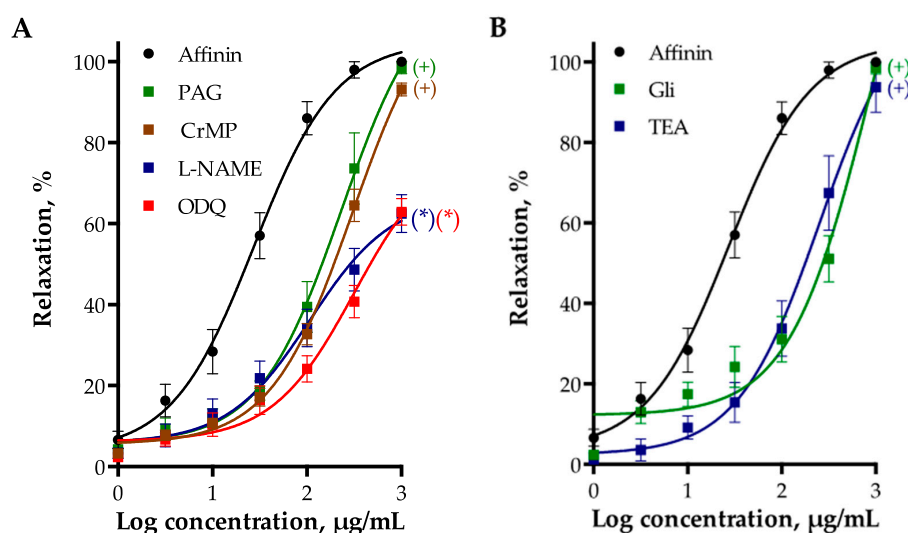 A
Relaxation, %
100
80
60
40
20
0
Affinin
PAG
CrMP
L-NAME
ODQ
(+)
(+)
(*)(*)
0 1 2 3
Log concentration, µg/mL
B
Relaxation, %
100
80
60
40
20
0
Affinin
Gli
TEA
(+)
(+)
0 1 2 3
Log concentration, µg/mL